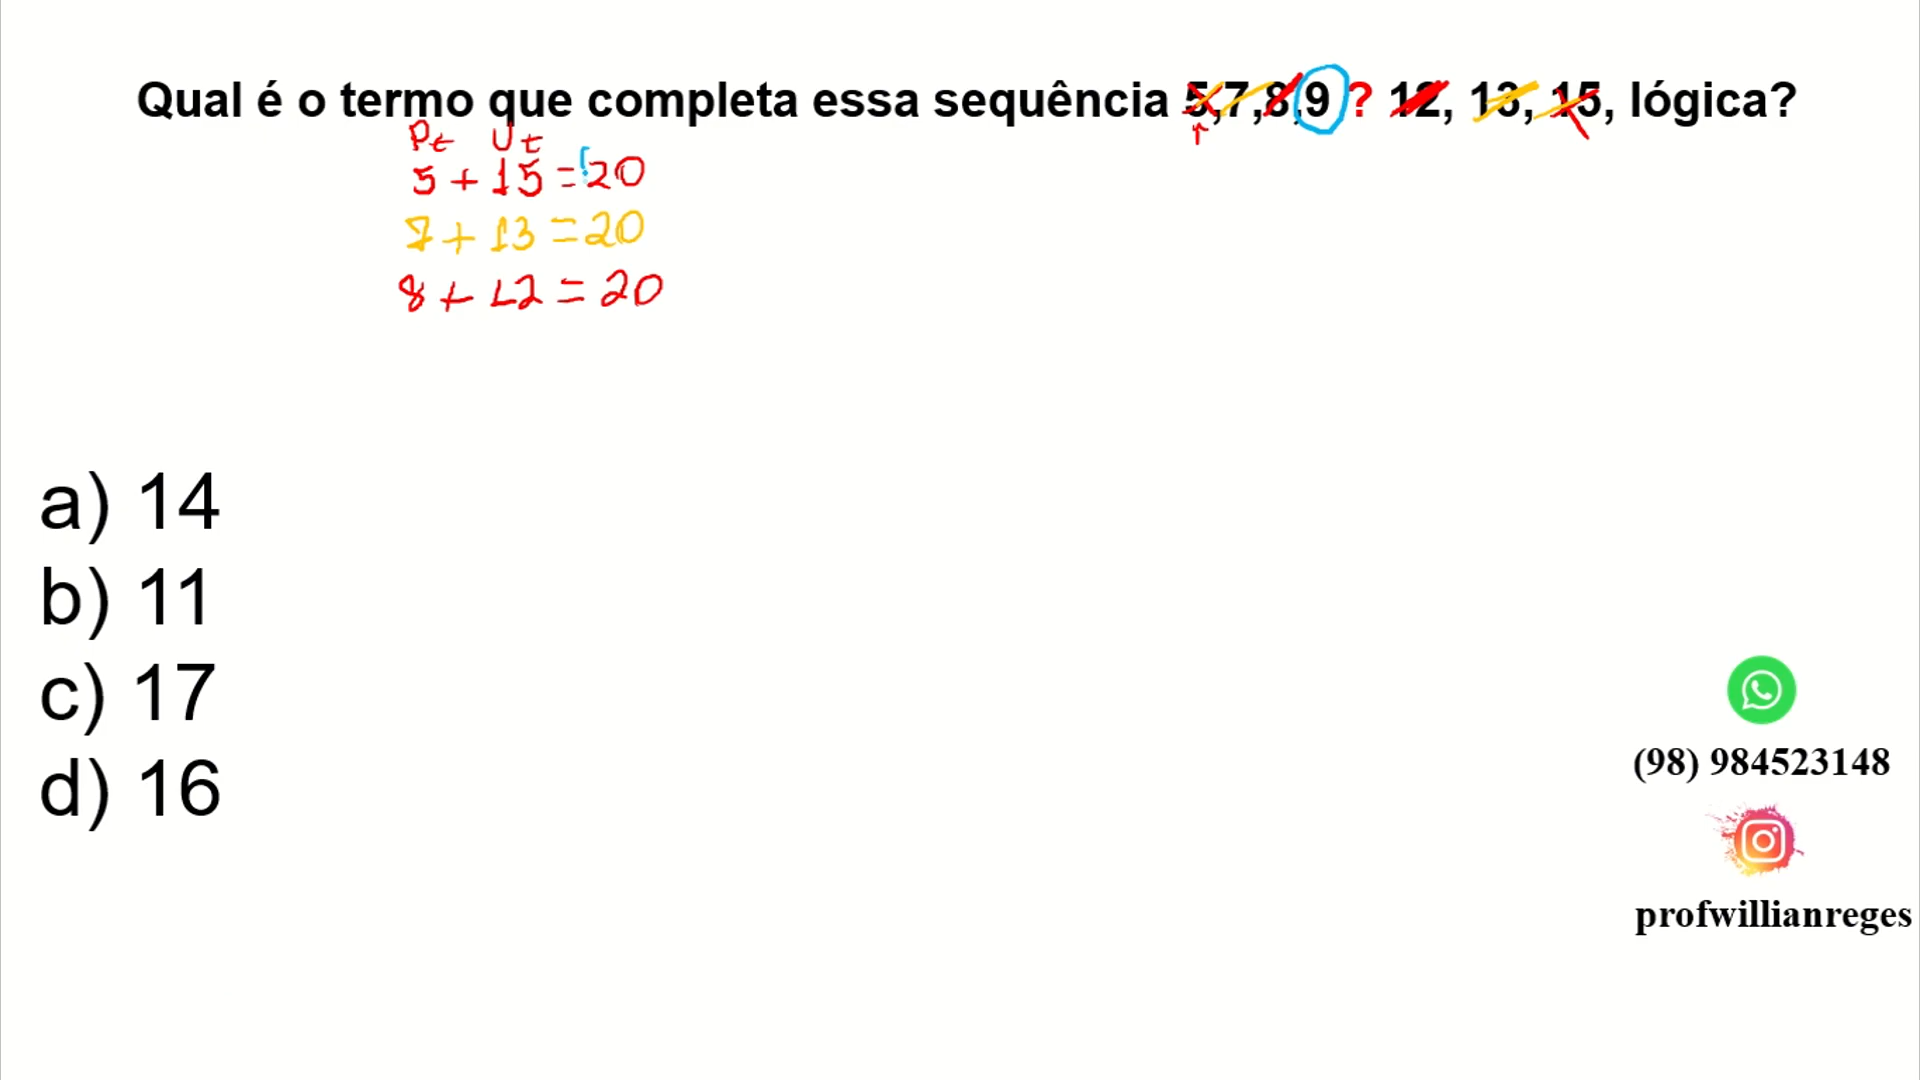 Qual é o termo que completa essa sequência 5,7,8,9 ? 12, 13, 15, lógica?
Pt Ut
5 + 15 = 20
7 + 13 = 20
8 + 12 = 20
a) 14
b) 11
c) 17
d) 16
(98) 984523148
profwillianreges